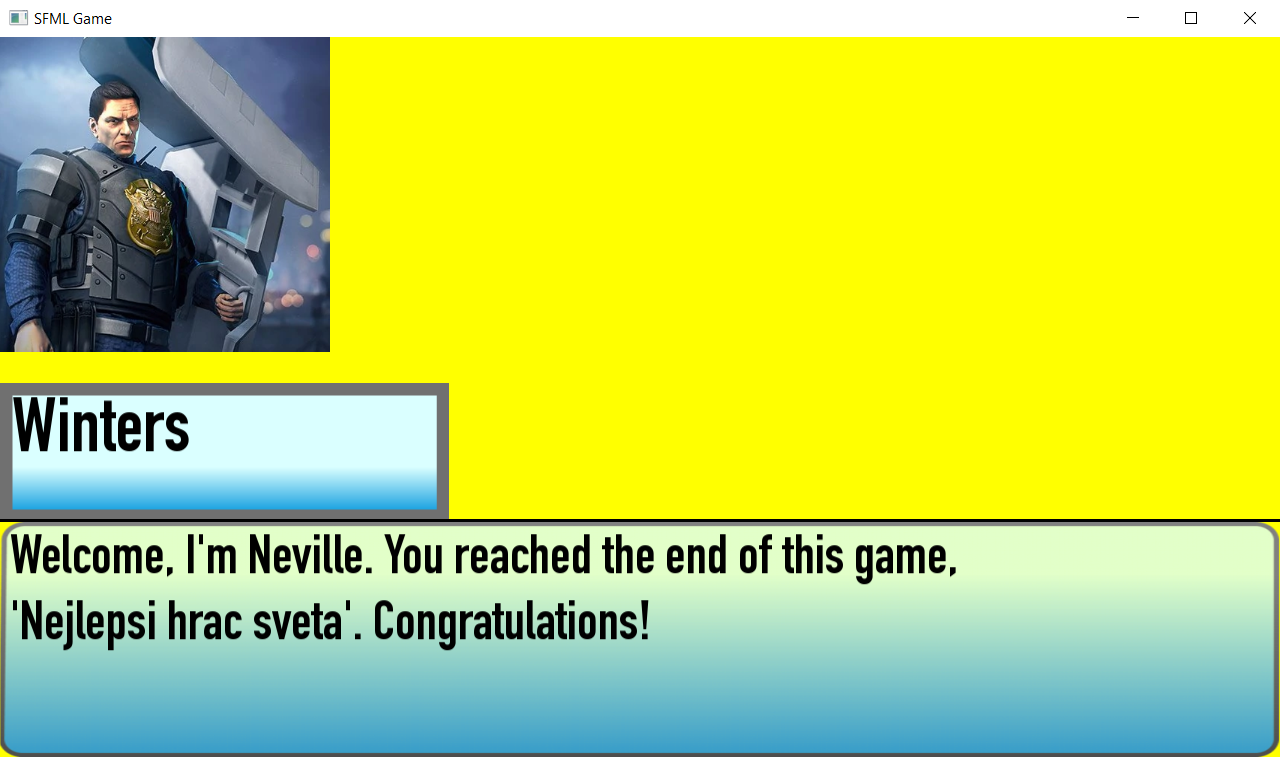 SFML Game
Winters
Welcome, I'm Neville. You reached the end of this game,
'Nejlepsi hrac sveta'. Congratulations!